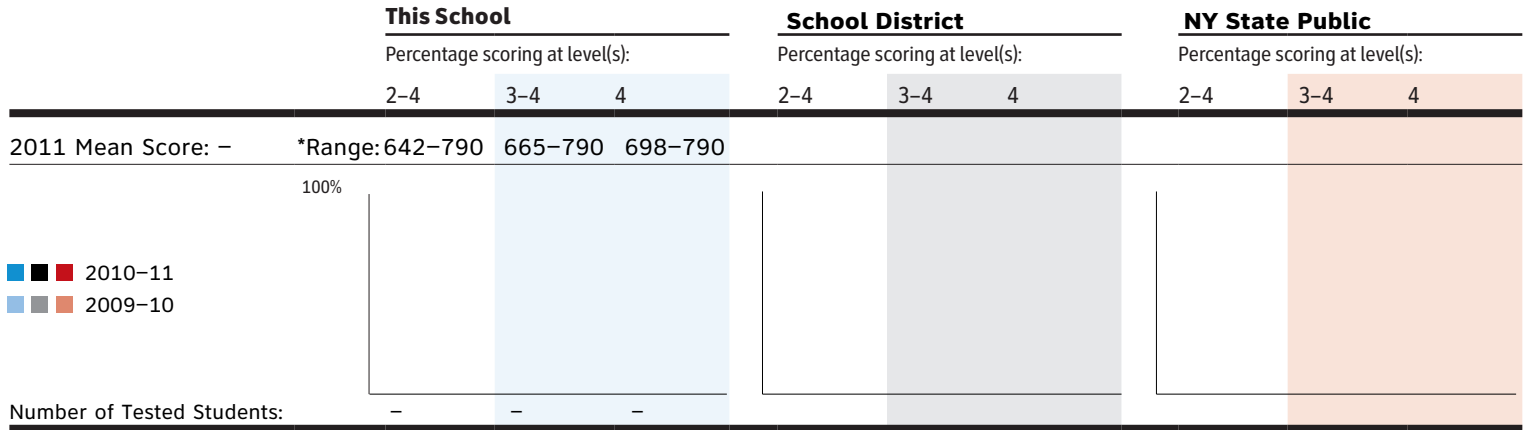 This School School District NY State Public
Percentage scoring at level(s): Percentage scoring at level(s): Percentage scoring at level(s):
2–4 3–4 4 2–4 3–4 4 2–4 3–4 4
2011 Mean Score: – *Range: 642–790 665–790 698–790
100%
2010–11
2009–10
Number of Tested Students: – – –